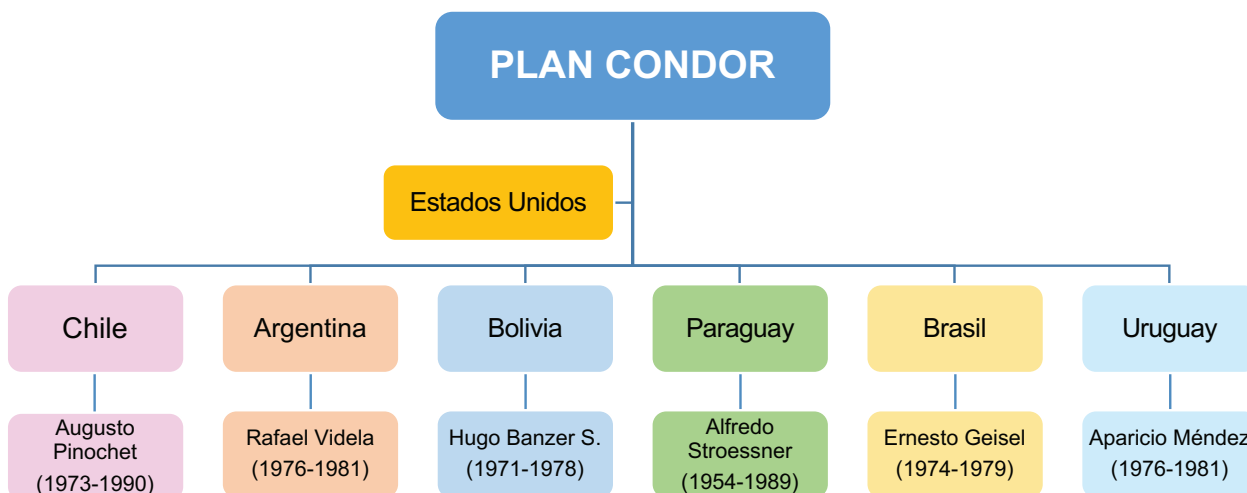 PLAN CONDOR
Estados Unidos
Chile
Argentina
Bolivia
Paraguay
Brasil
Uruguay
Augusto
Pinochet
(1973-1990)
Rafael Videla
(1976-1981)
Hugo Banzer S.
(1971-1978)
Alfredo
Stroessner
(1954-1989)
Ernesto Geisel
(1974-1979)
Aparicio Méndez
(1976-1981)